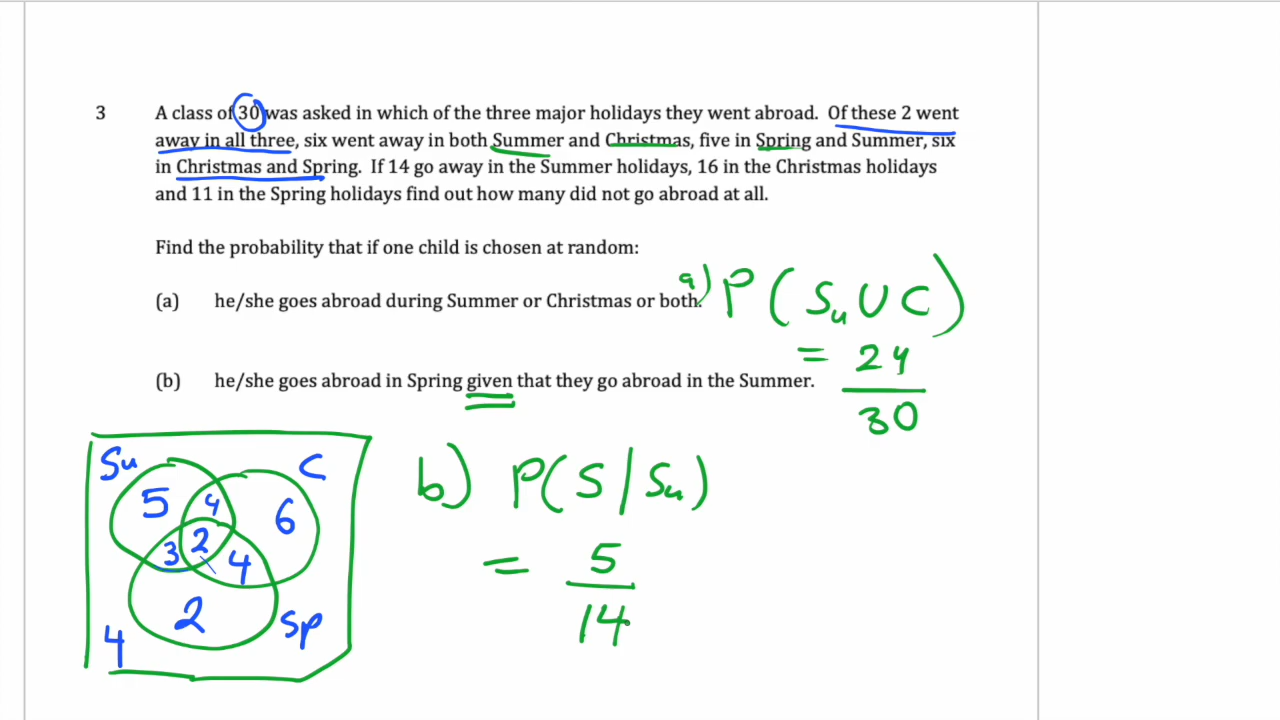 3 A class of 30 was asked in which of the three major holidays they went abroad. Of these 2 went
away in all three, six went away in both Summer and Christmas, five in Spring and Summer, six
in Christmas and Spring. If 14 go away in the Summer holidays, 16 in the Christmas holidays
and 11 in the Spring holidays find out how many did not go abroad at all.
Find the probability that if one child is chosen at random:
(a) he/she goes abroad during Summer or Christmas or both.
a) P(Su∪C)
= 24
30
(b) he/she goes abroad in Spring given that they go abroad in the Summer.
Su C
5 4 6
3 2 4
2
Sp
4
b) P(S/Su)
= 5
14